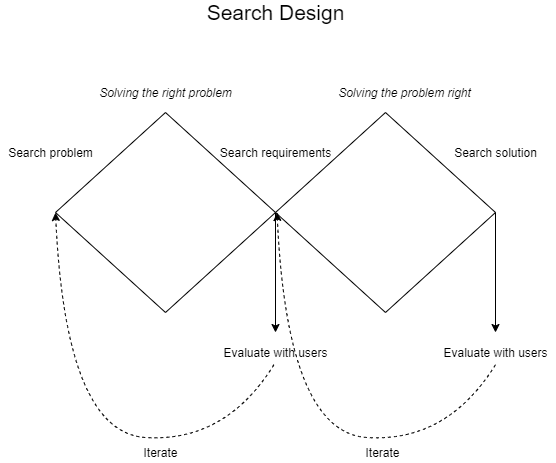 Search Design
Solving the right problem
Solving the problem right
Search problem
Search requirements
Search solution
Evaluate with users
Evaluate with users
Iterate
Iterate